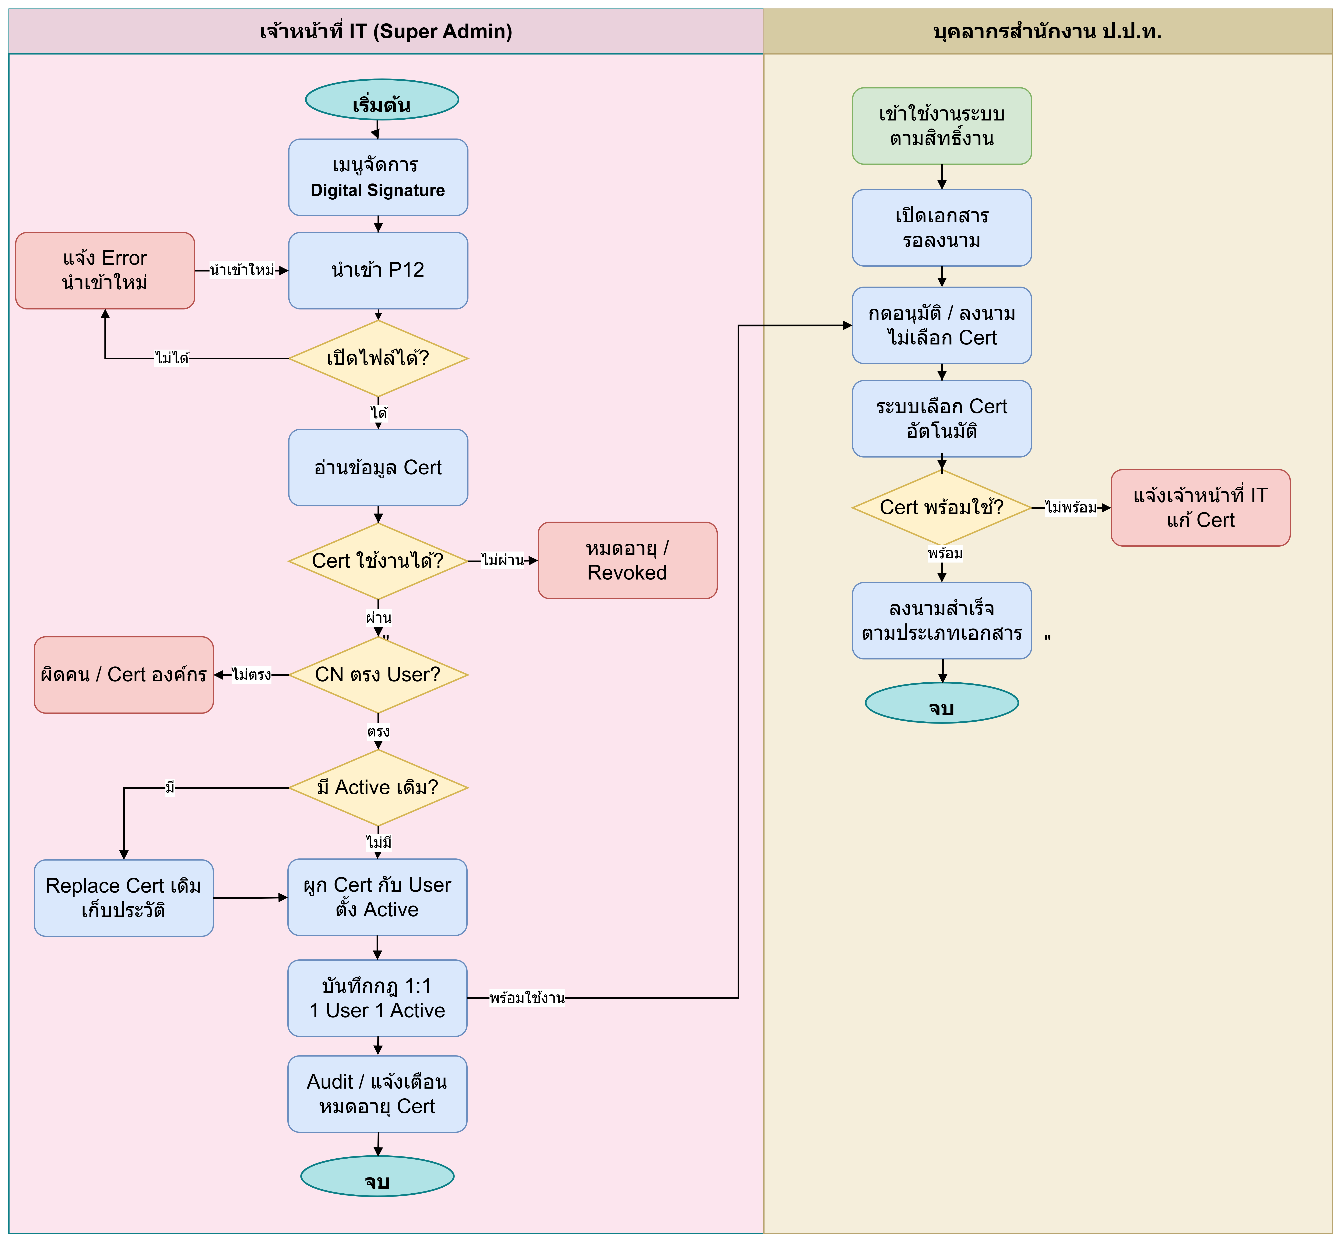 เจ้าหน้าที่ IT (Super Admin)
เริ่มต้น
เมนูจัดการ
Digital Signature
แจ้ง Error
นำเข้าใหม่
นำเข้าใหม่
นำเข้า P12
ไม่ได้
เปิดไฟล์ได้?
ได้
อ่านข้อมูล Cert
Cert ใช้งานได้?
ไม่ผ่าน
หมดอายุ /
Revoked
ผ่าน
"
ผิดคน / Cert องค์กร
ไม่ตรง
CN ตรง User?
ตรง
มี
มี Active เดิม?
ไม่มี
Replace Cert เดิม
เก็บประวัติ
ผูก Cert กับ User
ตั้ง Active
บันทึกกฎ 1:1
1 User 1 Active
พร้อมใช้งาน
Audit / แจ้งเตือน
หมดอายุ Cert
จบ
บุคลากรสำนักงาน ป.ป.ท.
เข้าใช้งานระบบ
ตามสิทธิ์งาน
เปิดเอกสาร
รอลงนาม
กดอนุมัติ / ลงนาม
ไม่เลือก Cert
ระบบเลือก Cert
อัตโนมัติ
Cert พร้อมใช้?
ไม่พร้อม
แจ้งเจ้าหน้าที่ IT
แก้ Cert
พร้อม
ลงนามสำเร็จ
ตามประเภทเอกสาร
"
จบ